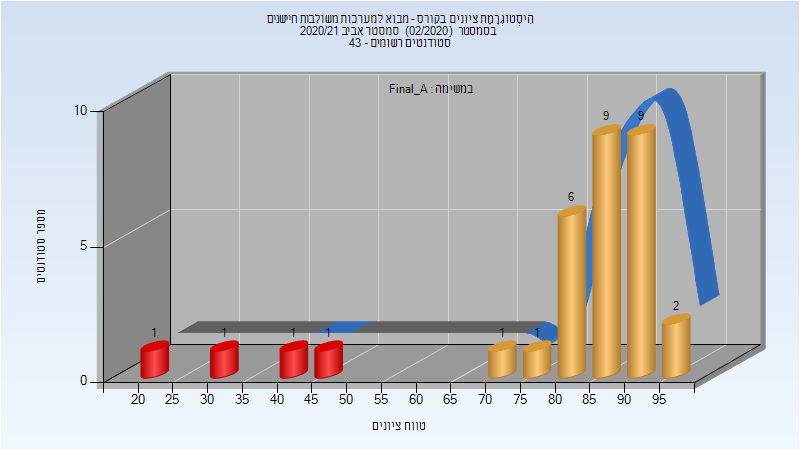 היסטוגרמת ציונים בקורס - מבוא למערכות משולבות חיישנים
בסמסטר (02/2020) סמסטר אביב 2020/21
סטודנטים רשומים - 43
במשימה : Final_A
מספר סטודנטים
10
5
0
1 1 1 1 1 1 6 9 9 2
20 25 30 35 40 45 50 60 65 70 75 80 85 90 95
טווח ציונים